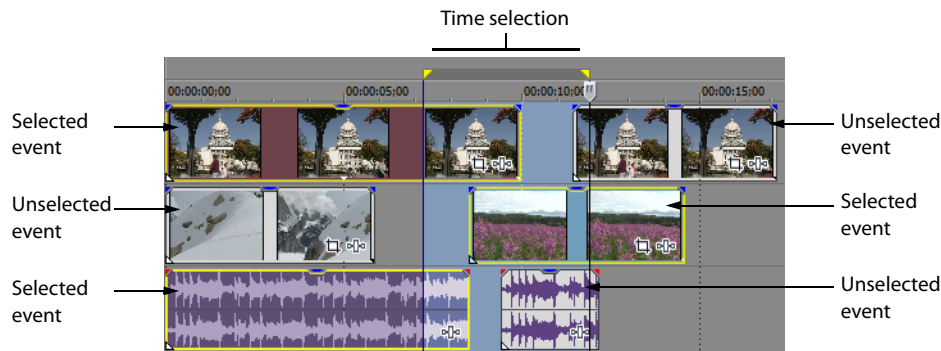 Time selection
00:00:00;00
00:00:05;00
00:00:10;00
00:00:15;00
Selected
event
Unselected
event
Unselected
event
Selected
event
Selected
event
Unselected
event